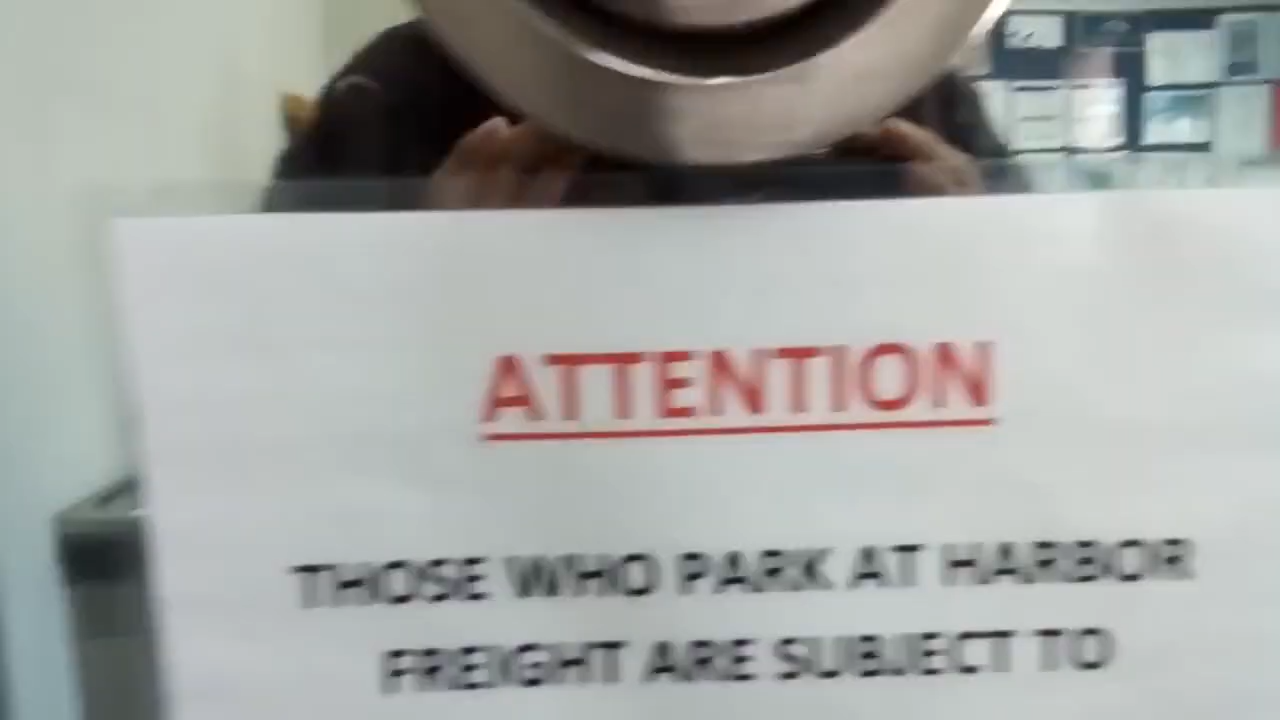 ATTENTION
THOSE WHO PARK AT HARBOR
FREIGHT ARE SUBJECT TO